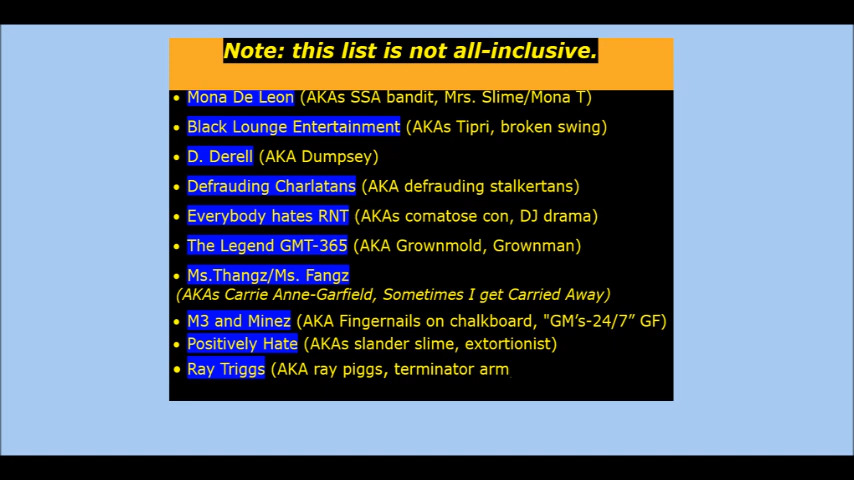 Note: this list is not all-inclusive.
• Mona De Leon (AKAs SSA bandit, Mrs. Slime/Mona T)
• Black Lounge Entertainment (AKAs Tipri, broken swing)
• D. Derell (AKA Dumpsey)
• Defrauding Charlatans (AKA defrauding stalkertans)
• Everybody hates RNT (AKAs comatose con, DJ drama)
• The Legend GMT-365 (AKA Grownmold, Grownman)
• Ms.Thangz/Ms. Fangz
(AKAs Carrie Anne-Garfield, Sometimes I get Carried Away)
• M3 and Minez (AKA Fingernails on chalkboard, "GM’s-24/7” GF)
• Positively Hate (AKAs slander slime, extortionist)
• Ray Triggs (AKA ray piggs, terminator arm